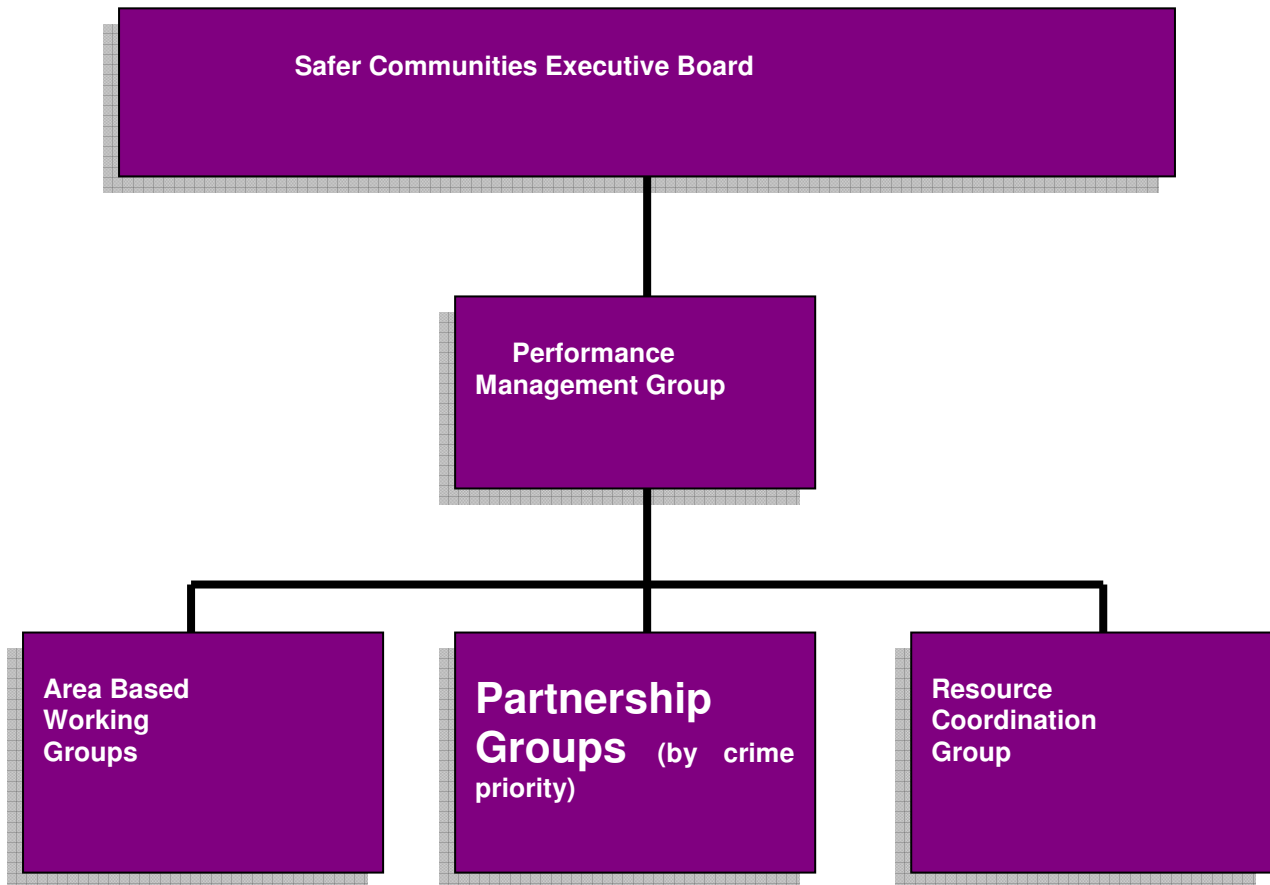 Safer Communities Executive Board
Performance
Management Group
Area Based
Working
Groups
Partnership
Groups (by crime
priority)
Resource
Coordination
Group